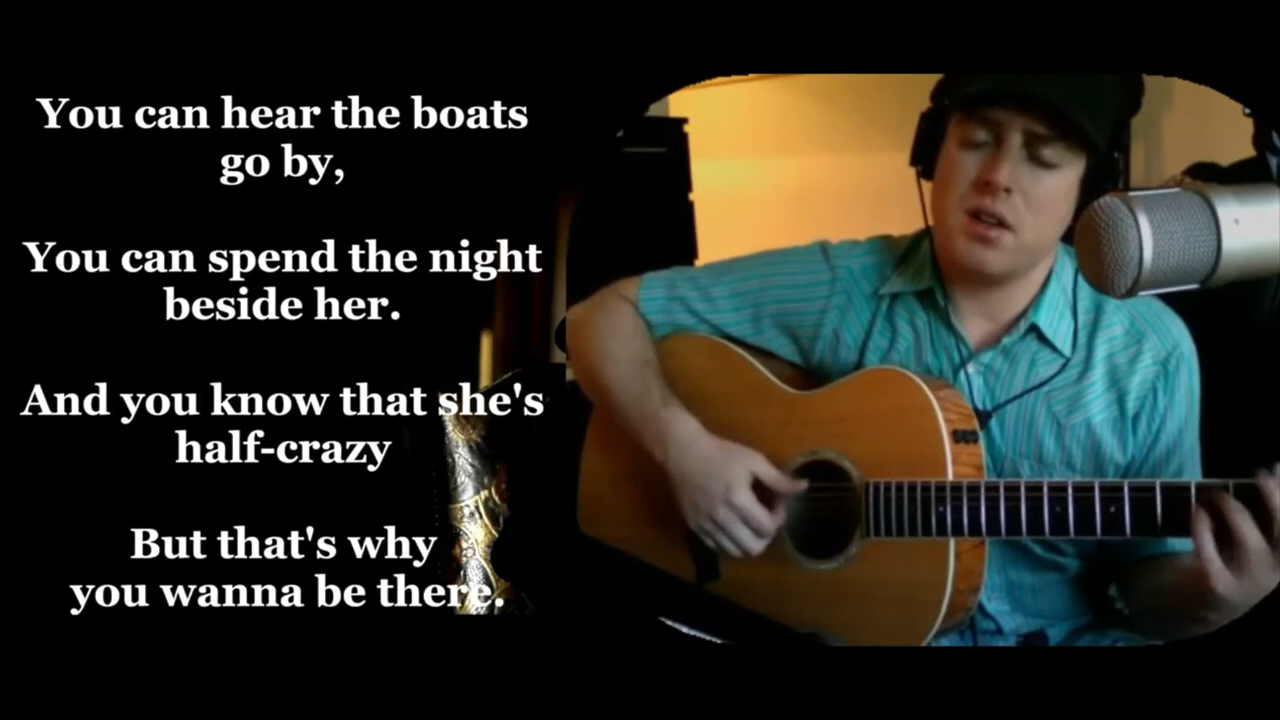 You can hear the boats
go by,
You can spend the night
beside her.
And you know that she's
half-crazy
But that's why
you wanna be there.